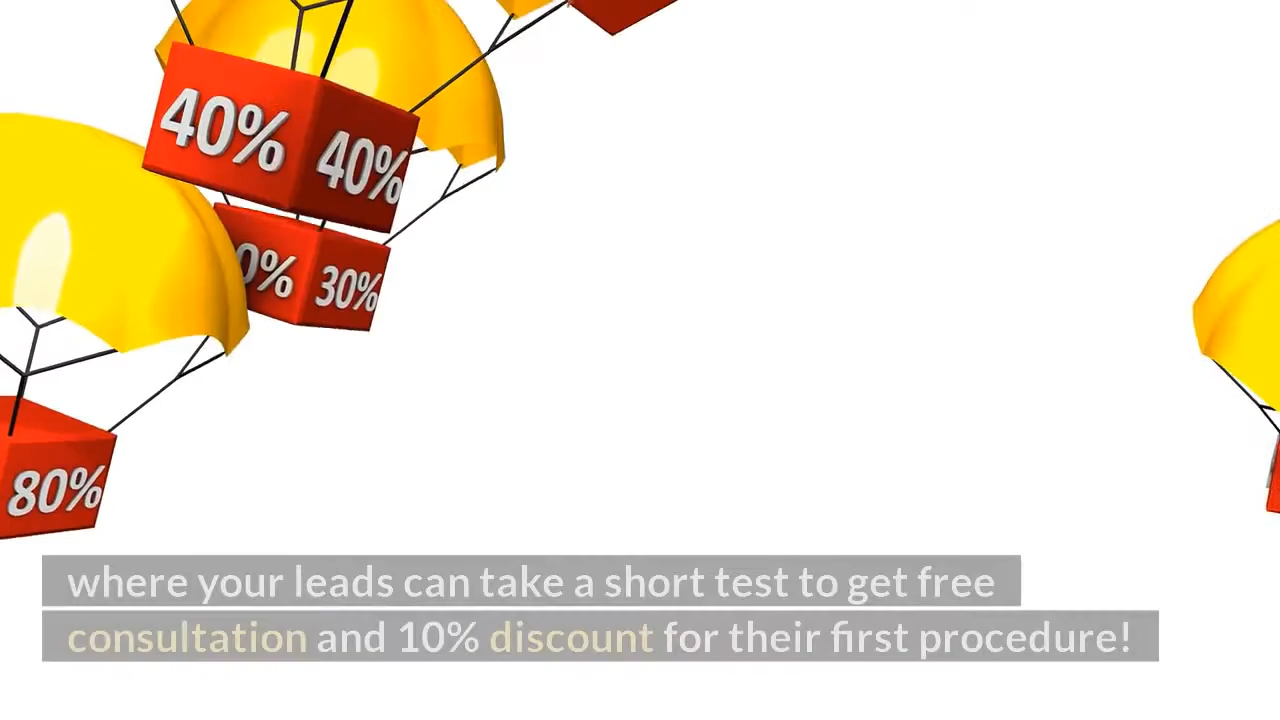 40%
40%
0%
30%
80%
where your leads can take a short test to get free
consultation and 10% discount for their first procedure!